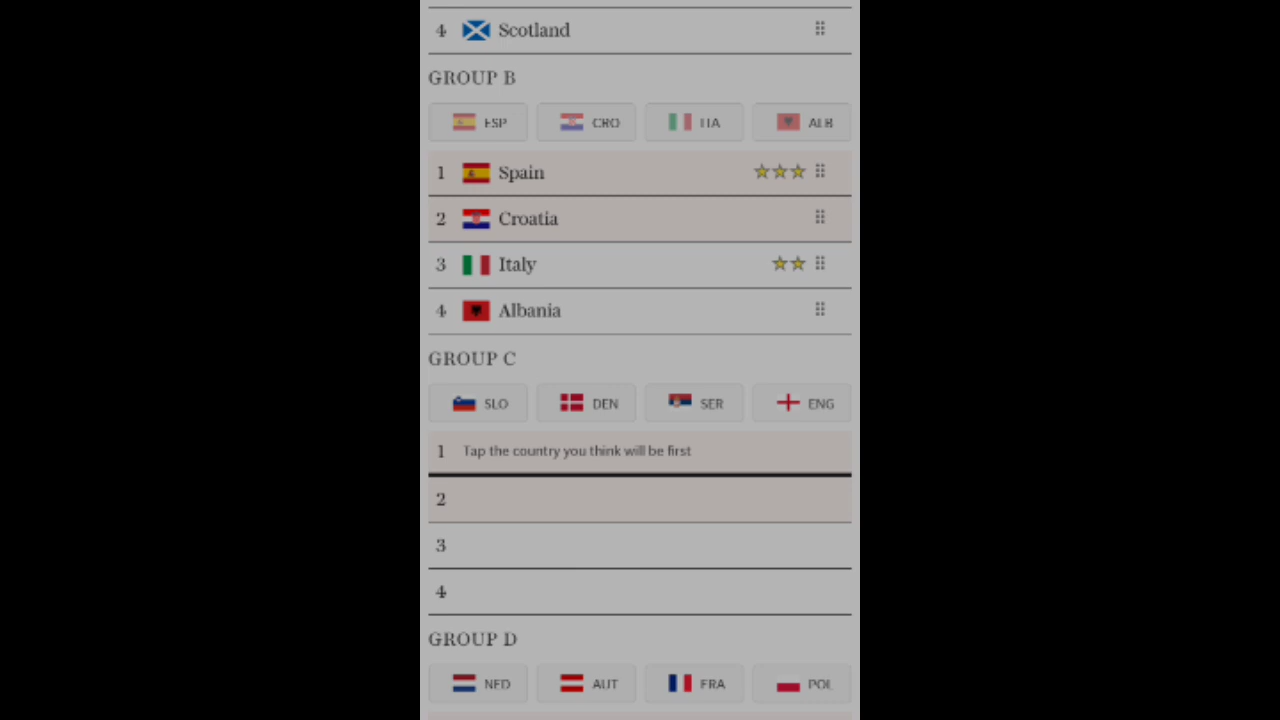 4 Scotland
GROUP B
ESP CRO ITA ALB
1 Spain
2 Croatia
3 Italy
4 Albania
GROUP C
SLO DEN SER ENG
1 Tap the country you think will be first
2
3
4
GROUP D
NED AUT FRA POL